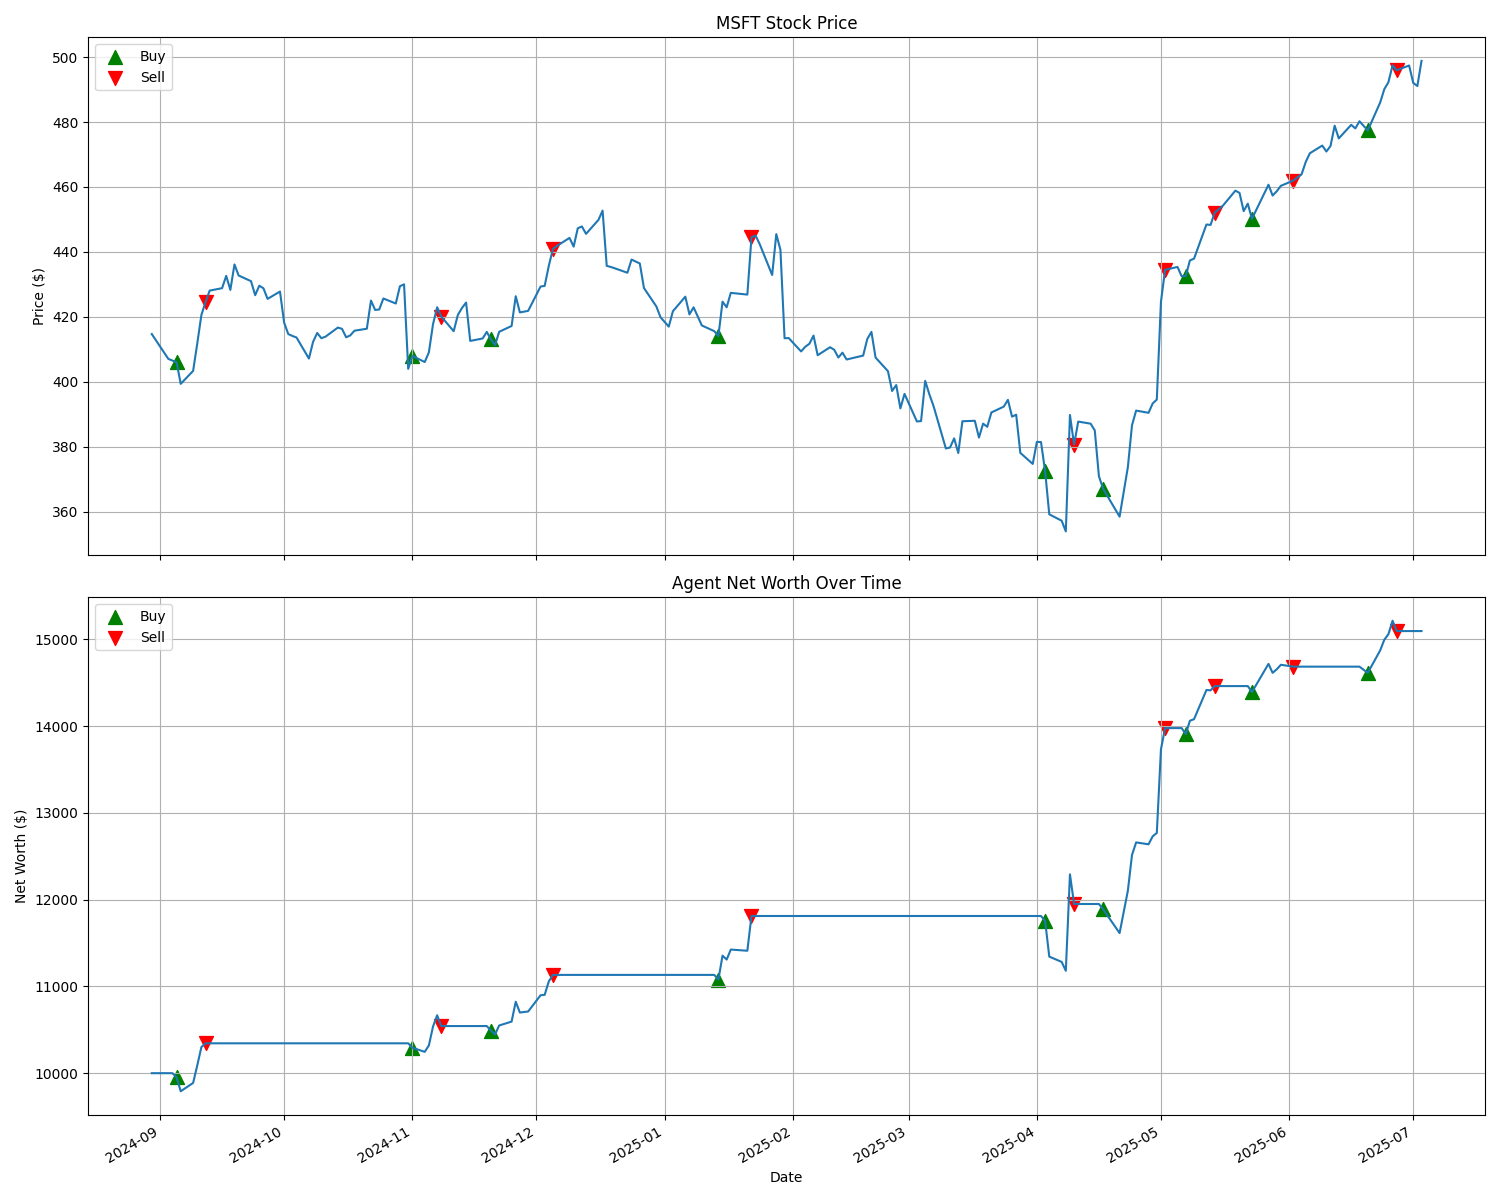 MSFT Stock Price
Buy
Sell
500
480
460
440
420
400
380
360
Price ($)
Agent Net Worth Over Time
Buy
Sell
15000
14000
13000
12000
11000
10000
Net Worth ($)
2024-09
2024-10
2024-11
2024-12
2025-01
2025-02
2025-03
2025-04
2025-05
2025-06
2025-07
Date